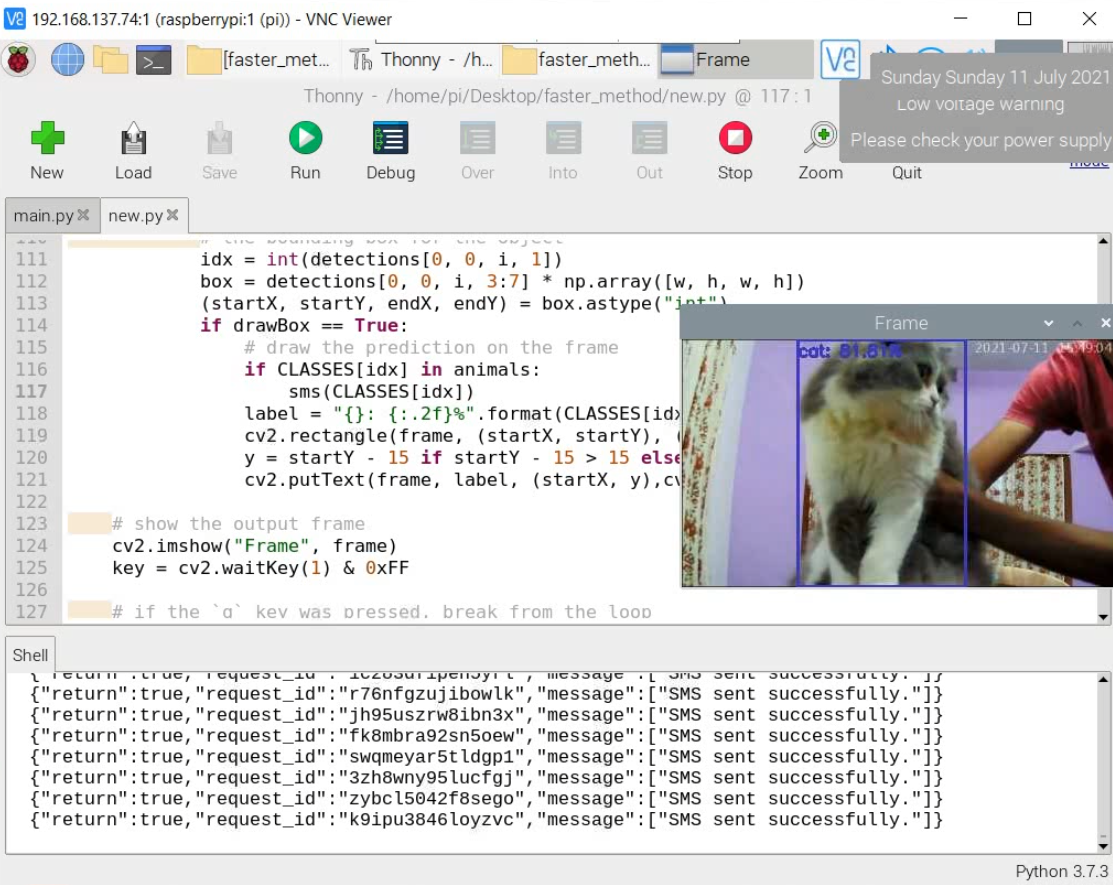 192.168.137.74:1 (raspberrypi:1 (pi)) - VNC Viewer
[faster_met...
Thonny - /h...
faster_meth...
Frame
Sunday Sunday 11 July 2021
Low voltage warning
Please check your power supply
Thonny - /home/pi/Desktop/faster_method/new.py @ 117 : 1
New Load Save Run Debug Over Into Out Stop Zoom Quit
mode
main.py new.py
110 # the bounding box for the object
111 idx = int(detections[0, 0, i, 1])
112 box = detections[0, 0, i, 3:7] * np.array([w, h, w, h])
113 (startX, startY, endX, endY) = box.astype("int")
114 if drawBox == True:
115 # draw the prediction on the frame
116 if CLASSES[idx] in animals:
117 sms(CLASSES[idx])
118 label = "{}: {:.2f}%".format(CLASSES[idx
119 cv2.rectangle(frame, (startX, startY), (
120 y = startY - 15 if startY - 15 > 15 else
121 cv2.putText(frame, label, (startX, y),cv
122
123 # show the output frame
124 cv2.imshow("Frame", frame)
125 key = cv2.waitKey(1) & 0xFF
126
127 # if the `q` key was pressed, break from the loop
Frame
cat: 81.81%
2021-07-11 :49:04
Shell
"message":["SMS sent successfully."]}
{"return":true,"request_id":"r76nfgzujibowlk","message":["SMS sent successfully."]}
{"return":true,"request_id":"jh95uszrw8ibn3x","message":["SMS sent successfully."]}
{"return":true,"request_id":"fk8mbra92sn5oew","message":["SMS sent successfully."]}
{"return":true,"request_id":"swqmeyar5tldgp1","message":["SMS sent successfully."]}
{"return":true,"request_id":"3zh8wny95lucfgj","message":["SMS sent successfully."]}
{"return":true,"request_id":"zybcl5042f8sego","message":["SMS sent successfully."]}
{"return":true,"request_id":"k9ipu3846loyzvc","message":["SMS sent successfully."]}
Python 3.7.3